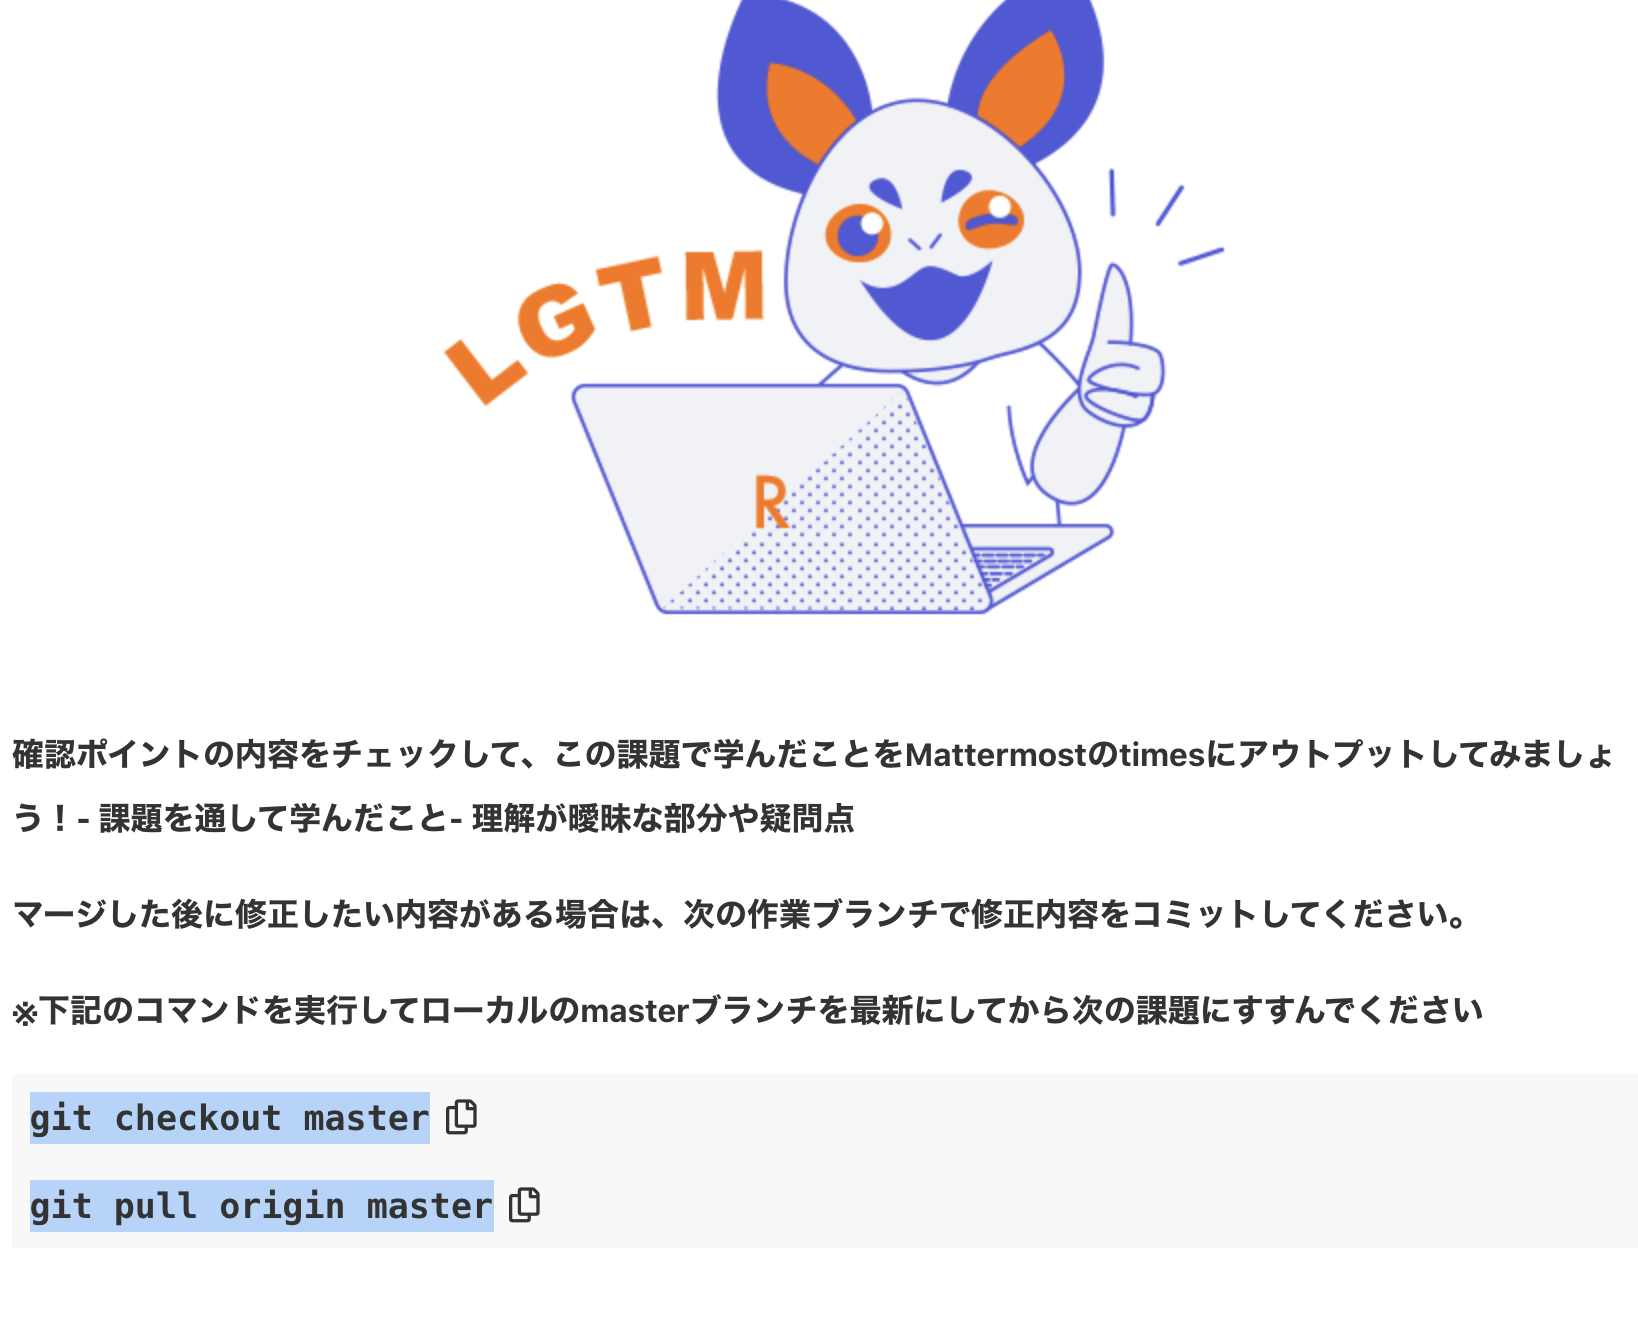 LGTM
R
確認ポイントの内容をチェックして、この課題で学んだことをMattermostのtimesにアウトプットしてみましょ
う！- 課題を通して学んだこと- 理解が曖昧な部分や疑問点
マージした後に修正したい内容がある場合は、次の作業ブランチで修正内容をコミットしてください。
※下記のコマンドを実行してローカルのmasterブランチを最新にしてから次の課題にすすんでください
git checkout master
git pull origin master